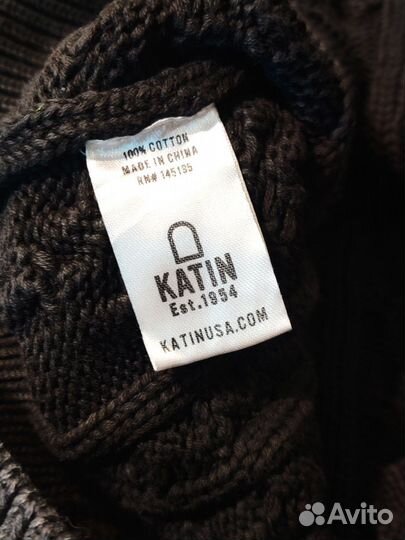 100% COTTON
MADE IN CHINA
RN# 145195
KATIN
Est.1954
KATINUSA.COM
Avito